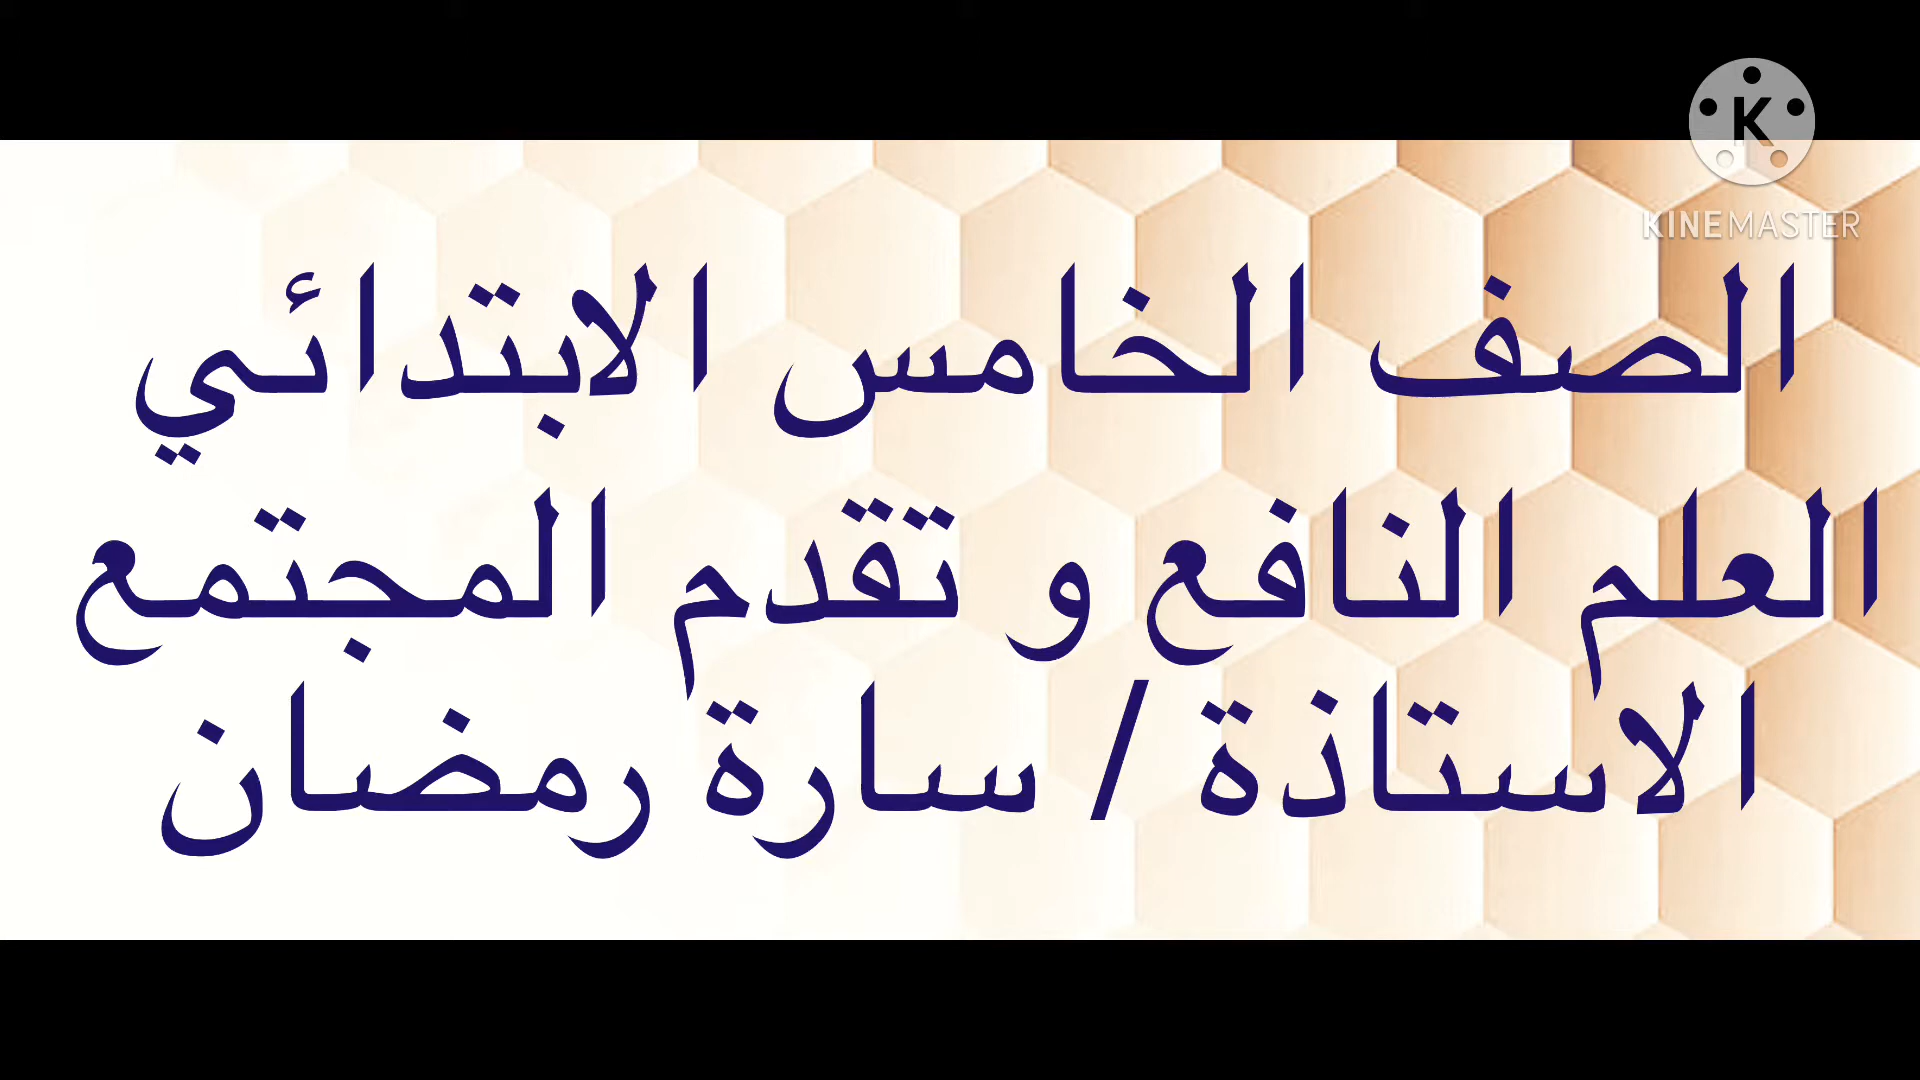 K
KINEMASTER
الصف الخامس الابتدائي
العلم النافع و تقدم المجتمع
الاستاذة / سارة رمضان